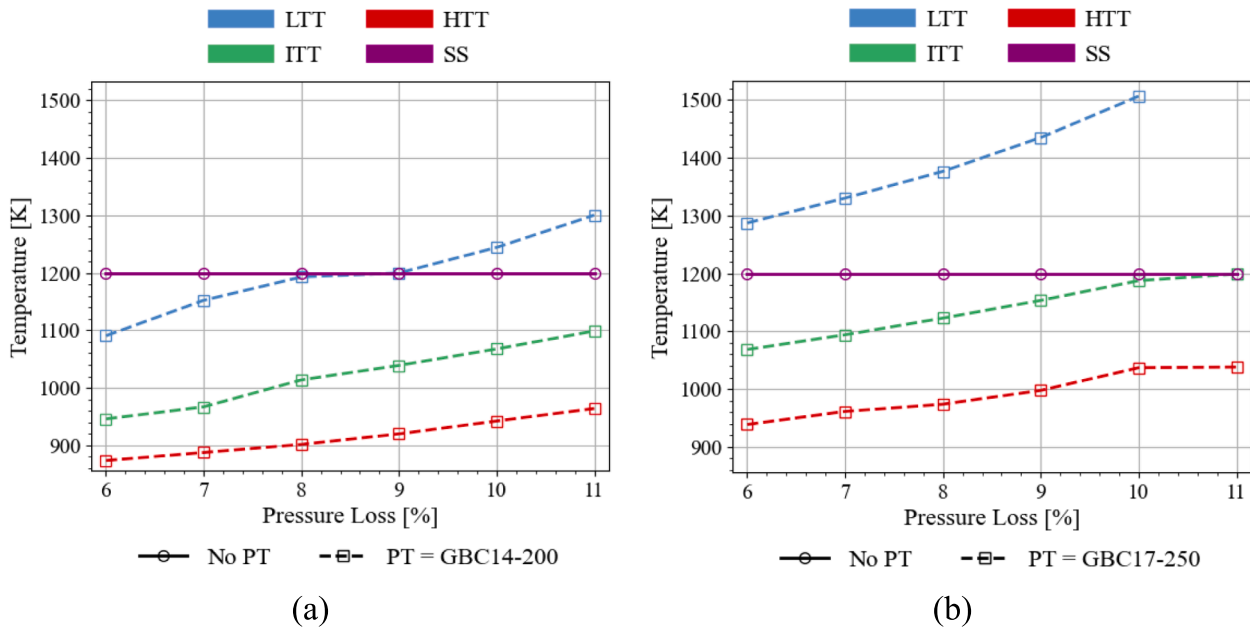 LTT HTT
ITT SS
1500
1400
1300
1200
1100
1000
900
Temperature [K]
6 7 8 9 10 11
Pressure Loss [%]
No PT PT = GBC14-200
(a)
LTT HTT
ITT SS
1500
1400
1300
1200
1100
1000
900
Temperature [K]
6 7 8 9 10 11
Pressure Loss [%]
No PT PT = GBC17-250
(b)